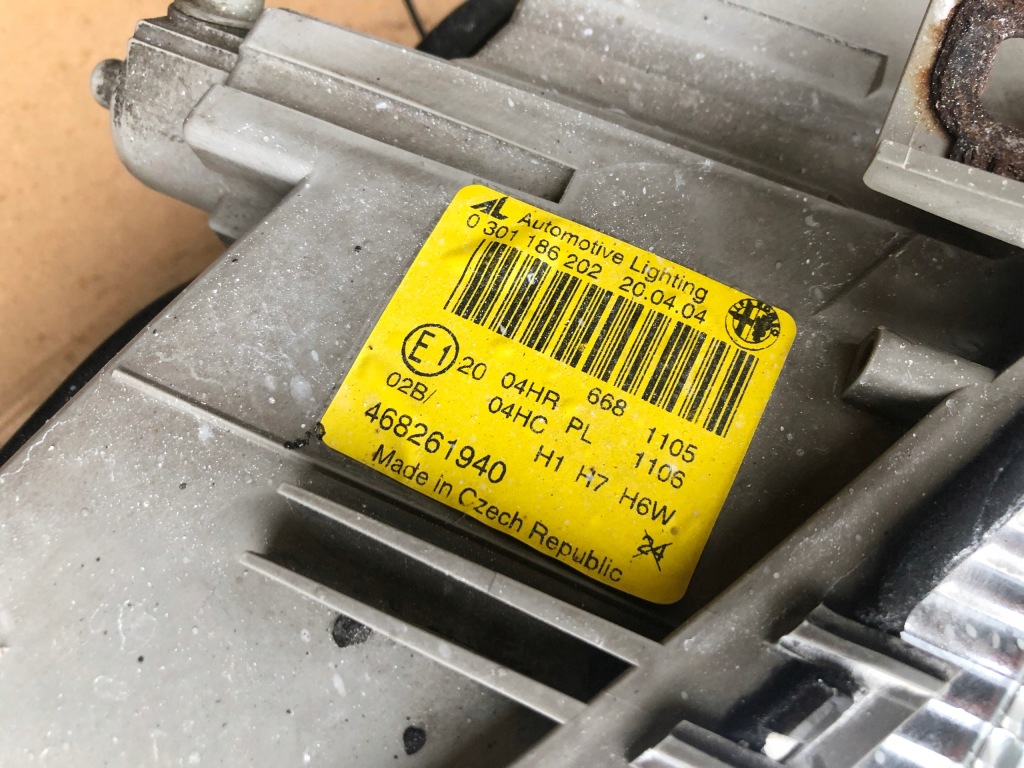 AL Automotive Lighting
0 301 186 202 20.04.04
E1 20 04HR 668 1105
02B/ 04HC PL 1106
468261940 H1 H7 H6W
Made in Czech Republic 24